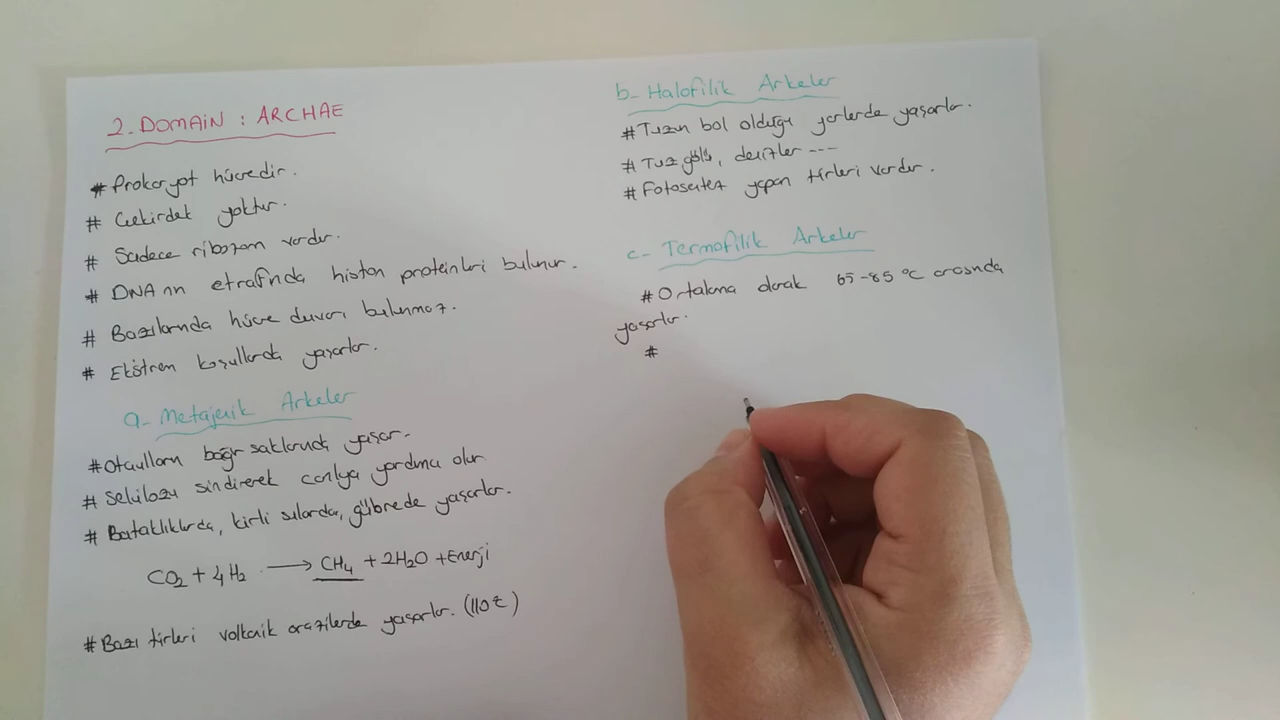 2-DOMAİN : ARCHAE
# Prokaryot hücredir.
# Çekirdek yoktur.
# Sadece ribozom vardır.
# DNA nın etrafında histon proteinleri bulunur.
# Bazılarında hücre duvarı bulunmaz.
# Ekstrem koşullarda yaşarlar.
a- Metajenik Arkeler
# Otçulların bağırsaklarında yaşar.
# Selülozu sindirerek canlıya yardımcı olur
# Bataklıklarda, kirli sularda, gübrede yaşarlar.
CO2 + 4H2 → CH4 + 2H2O + Enerji
# Bazı türleri volkanik arazilerde yaşarlar. (110
b- Halofilik Arkeler
# Tuzun bol olduğu yerlerde yaşarlar.
# Tuz gölü, denizler ---
# Fotosentez yapan türleri vardır.
c- Termofilik Arkeler
# Ortalama olarak 65-85 °C arasında
yaşarlar.
#